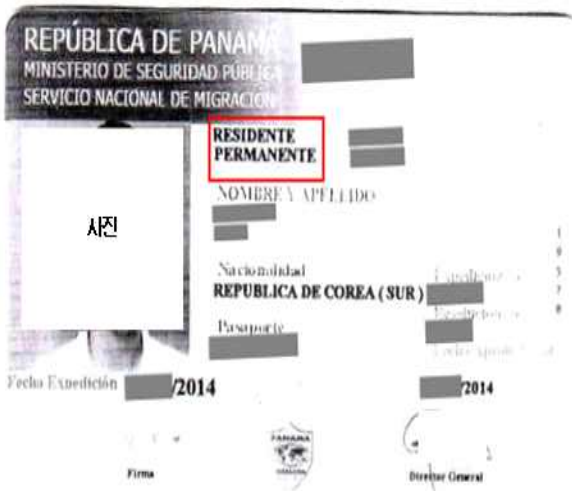 REPÚBLICA DE PANAMÁ
MINISTERIO DE SEGURIDAD PÚBLICA
SERVICIO NACIONAL DE MIGRACIÓN
RESIDENTE
PERMANENTE
NOMBRE Y APELLIDO
사진
Nacionalidad
REPUBLICA DE COREA ( SUR )
Pasaporte
Fecha Expedición /2014
/2014
PANAMA
Firma
Director General